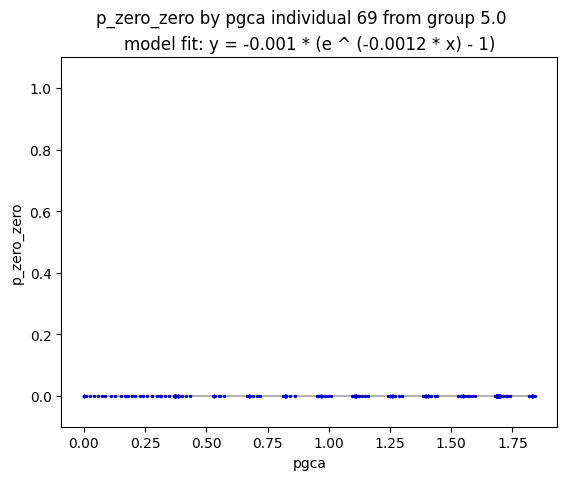 p_zero_zero by pgca individual 69 from group 5.0
model fit: y = -0.001 * (e ^ (-0.0012 * x) - 1)
1.0
0.8
0.6
0.4
0.2
0.0
p_zero_zero
0.00 0.25 0.50 0.75 1.00 1.25 1.50 1.75
pgca